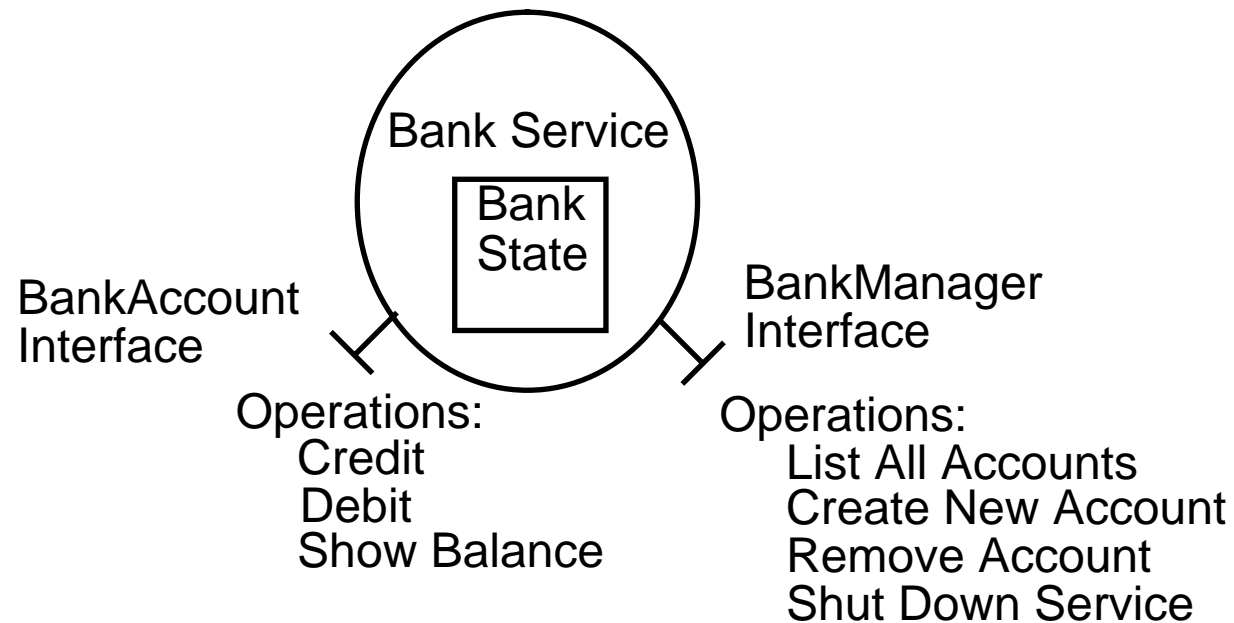 Bank Service
Bank
State
BankAccount
Interface
Operations:
Credit
Debit
Show Balance
BankManager
Interface
Operations:
List All Accounts
Create New Account
Remove Account
Shut Down Service